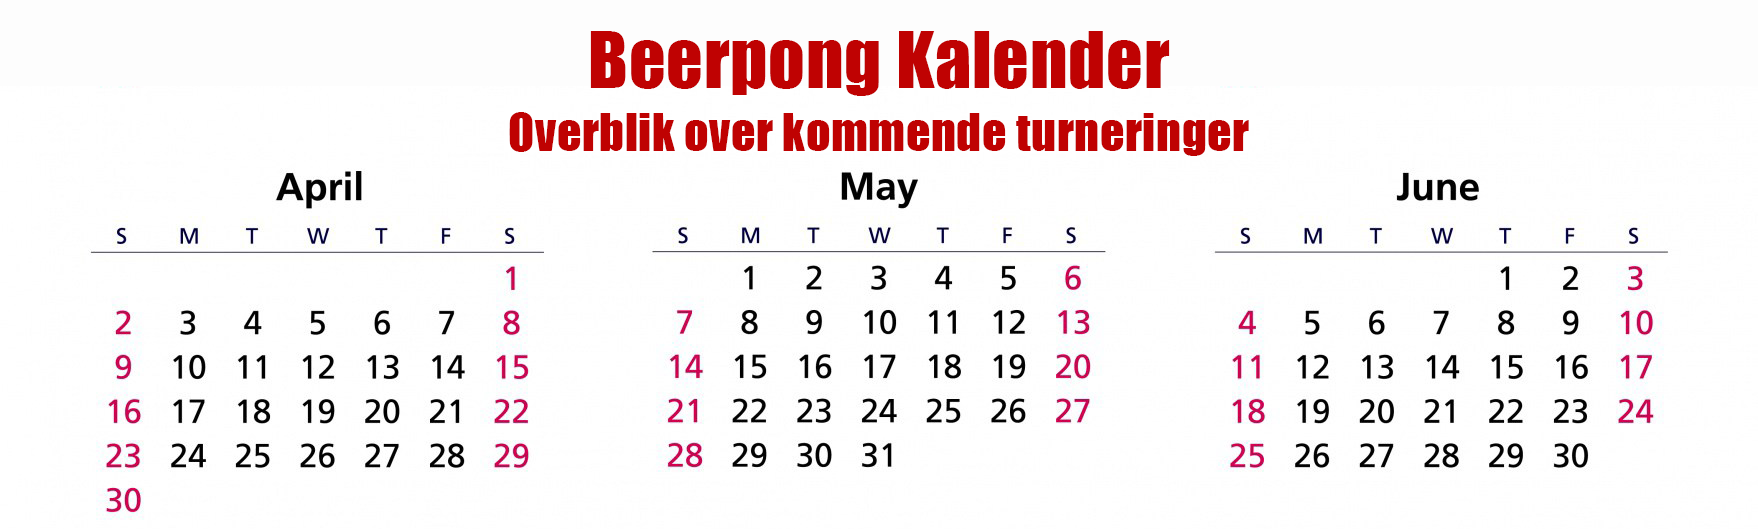 Beerpong Kalender
Overblik over kommende turneringer
April May June
S M T W T F S S M T W T F S S M T W T F S
1 1 2 3 4 5 6 1 2 3
2 3 4 5 6 7 8 7 8 9 10 11 12 13 4 5 6 7 8 9 10
9 10 11 12 13 14 15 14 15 16 17 18 19 20 11 12 13 14 15 16 17
16 17 18 19 20 21 22 21 22 23 24 25 26 27 18 19 20 21 22 23 24
23 24 25 26 27 28 29 28 29 30 31 25 26 27 28 29 30
30